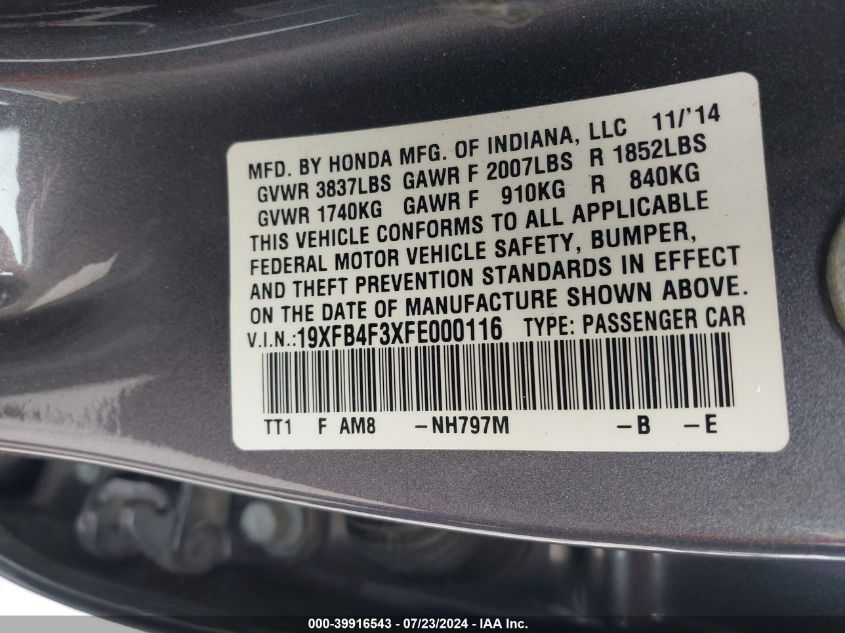 MFD. BY HONDA MFG. OF INDIANA, LLC 11/'14
GVWR 3837LBS GAWR F 2007LBS R 1852LBS
GVWR 1740KG GAWR F 910KG R 840KG
THIS VEHICLE CONFORMS TO ALL APPLICABLE
FEDERAL MOTOR VEHICLE SAFETY, BUMPER,
AND THEFT PREVENTION STANDARDS IN EFFECT
ON THE DATE OF MANUFACTURE SHOWN ABOVE.
V.I.N.:19XFB4F3XFE000116 TYPE: PASSENGER CAR
TT1 F AM8 -NH797M -B -E
000-39916543 / 07/23/2024 - IAA Inc.